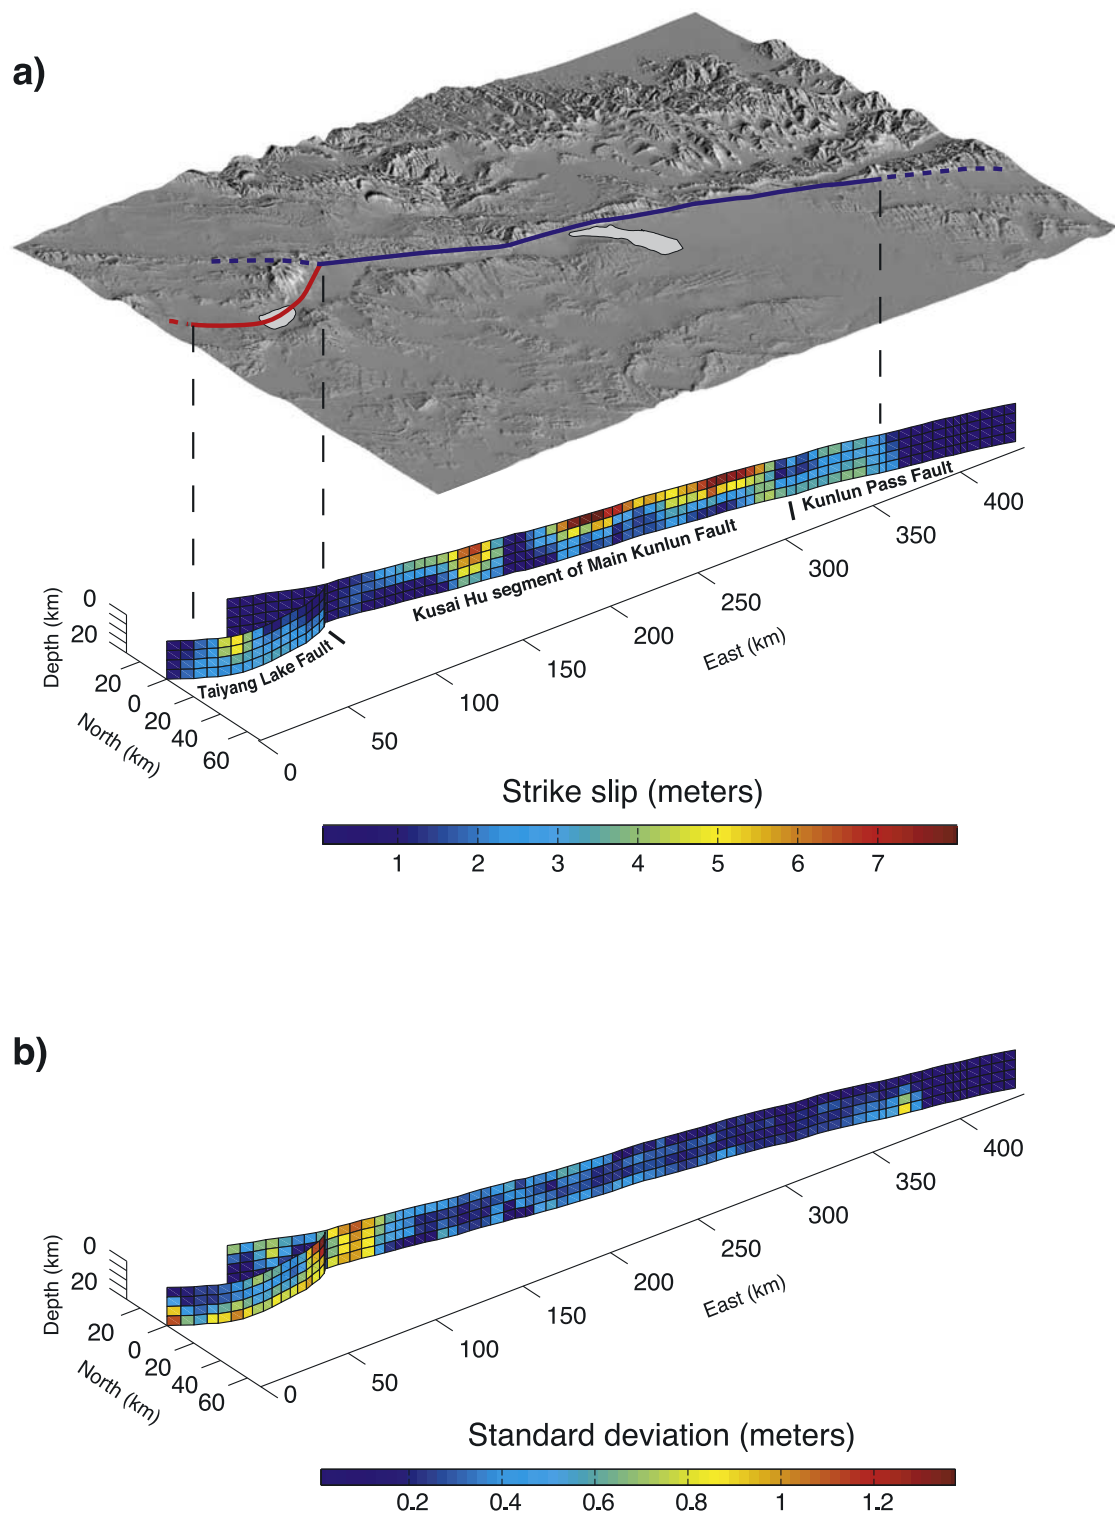 a)
Depth (km)
0
20
20
0
20
40
60
North (km)
0
50
100
150
200
250
300
350
400
East (km)
Taiyang Lake Fault
Kusai Hu segment of Main Kunlun Fault
Kunlun Pass Fault
Strike slip (meters)
1 2 3 4 5 6 7
b)
Depth (km)
0
20
20
0
20
40
60
North (km)
0
50
100
150
200
250
300
350
400
East (km)
Standard deviation (meters)
0.2 0.4 0.6 0.8 1 1.2